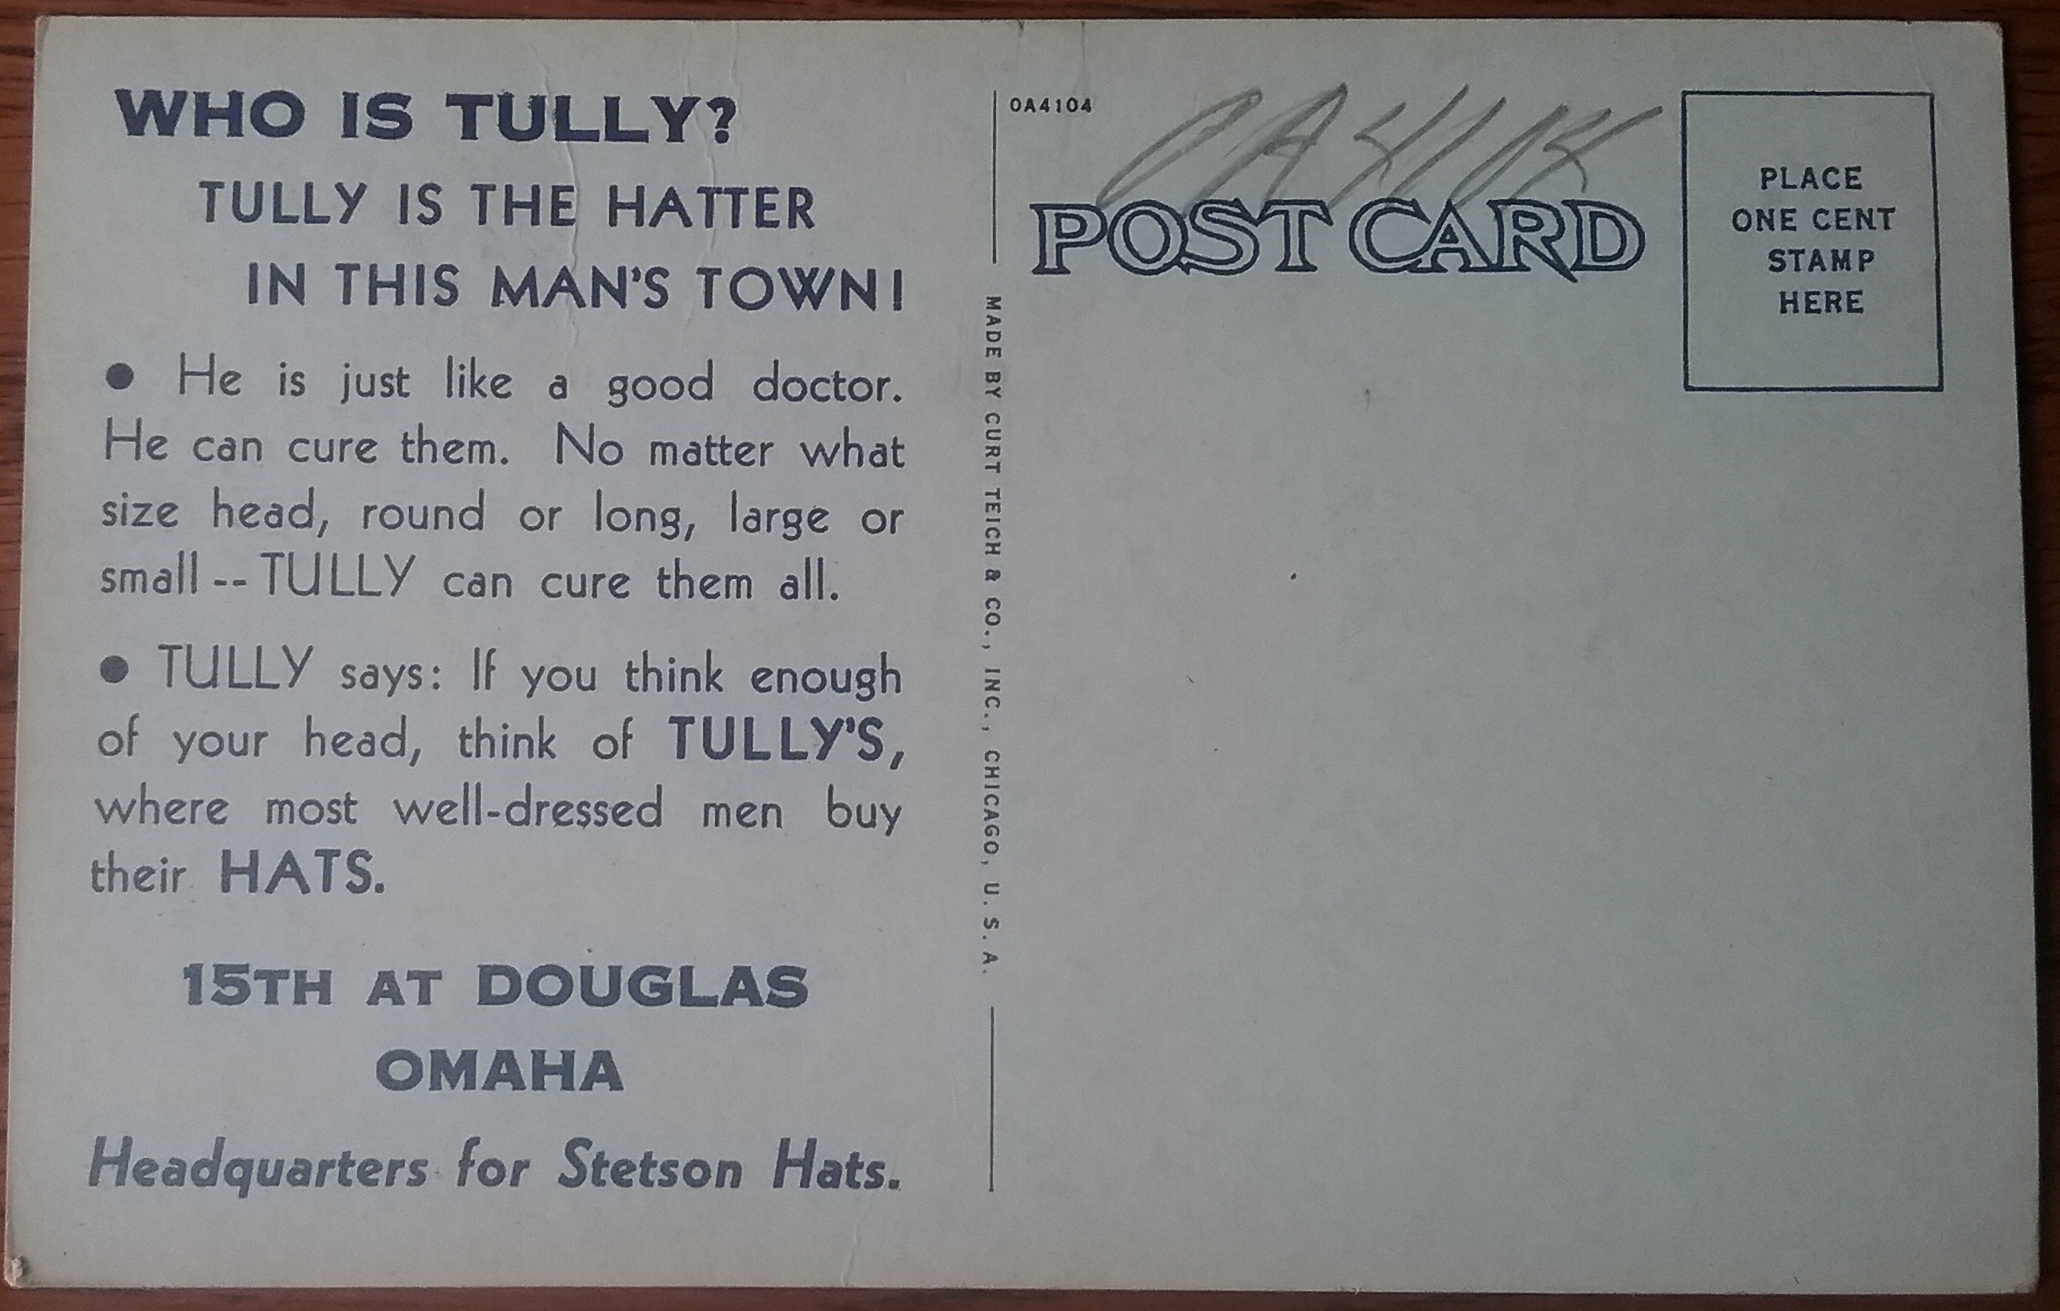 WHO IS TULLY?
TULLY IS THE HATTER
IN THIS MAN'S TOWN!
● He is just like a good doctor.
He can cure them. No matter what
size head, round or long, large or
small -- TULLY can cure them all.
● TULLY says: If you think enough
of your head, think of TULLY'S,
where most well-dressed men buy
their HATS.
15TH AT DOUGLAS
OMAHA
Headquarters for Stetson Hats.
MADE BY CURT TEICH & CO., INC., CHICAGO, U. S. A.
0A4104
POST CARD
PLACE
ONE CENT
STAMP
HERE